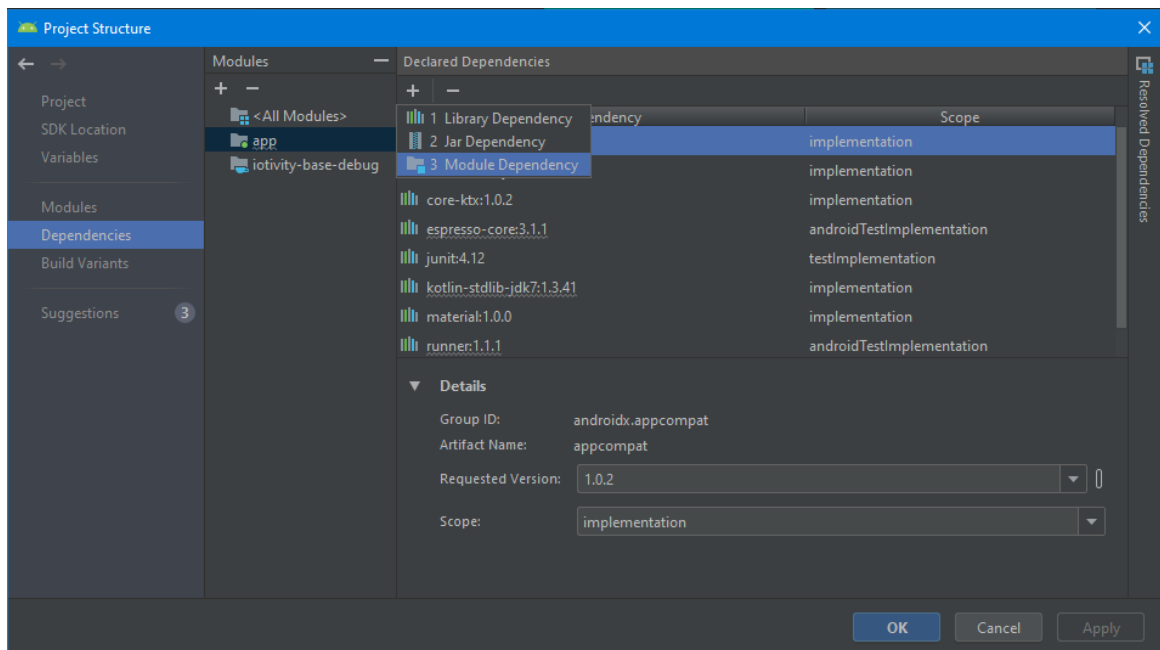 Project Structure
Modules
Declared Dependencies
Project
SDK Location
Variables
Modules
Dependencies
Build Variants
Suggestions
3
<All Modules>
app
iotivity-base-debug
1 Library Dependency
2 Jar Dependency
3 Module Dependency
endency
Scope
implementation
implementation
core-ktx:1.0.2
implementation
espresso-core:3.1.1
androidTestImplementation
junit:4.12
testImplementation
kotlin-stdlib-jdk7:1.3.41
implementation
material:1.0.0
implementation
runner:1.1.1
androidTestImplementation
Details
Group ID:
androidx.appcompat
Artifact Name:
appcompat
Requested Version:
1.0.2
Scope:
implementation
Resolved Dependencies
OK
Cancel
Apply